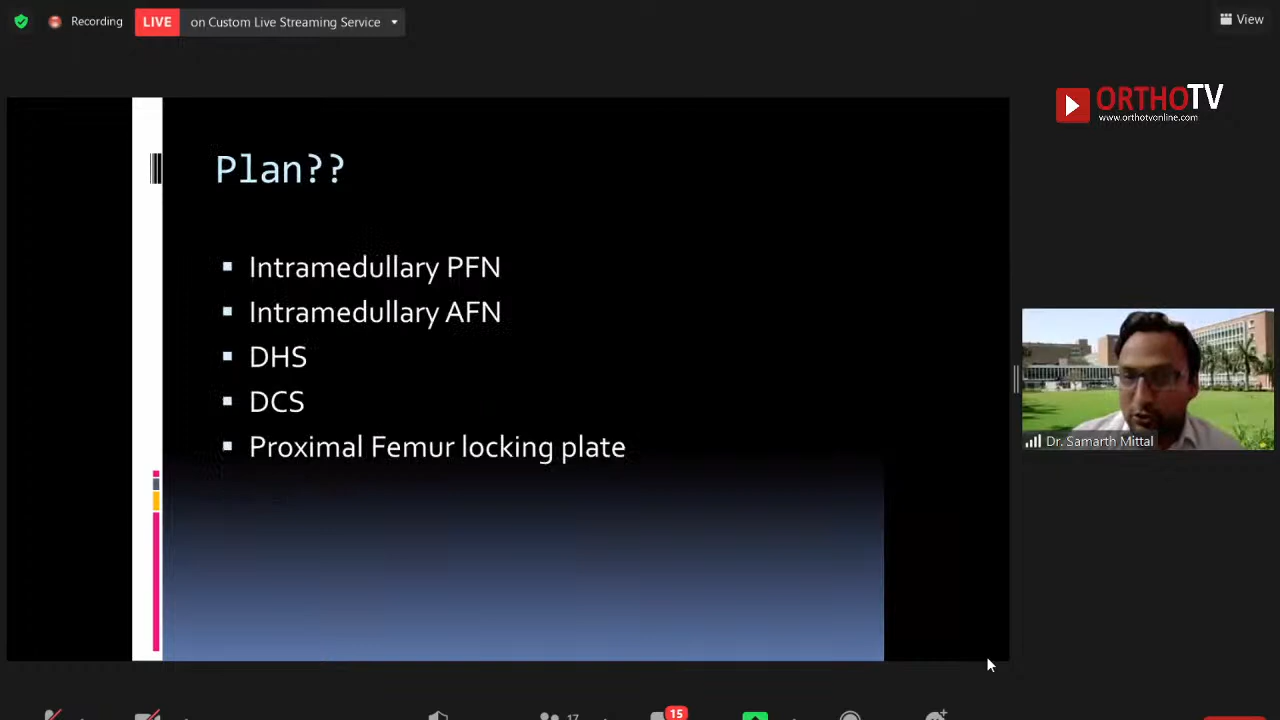 Recording
LIVE on Custom Live Streaming Service
View
ORTHOTV
www.orthotvonline.com
Plan??
Intramedullary PFN
Intramedullary AFN
DHS
DCS
Proximal Femur locking plate
Dr. Samarth Mittal
17
15